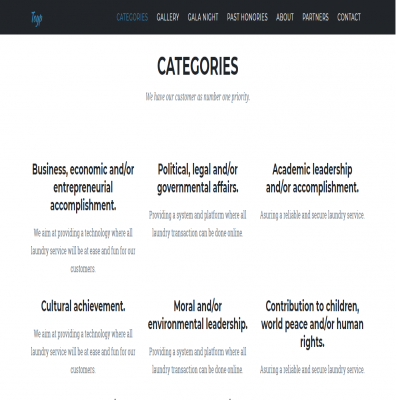 Toyp CATEGORIES GALLERY GALA NIGHT PAST HONORIES ABOUT PARTNERS CONTACT
CATEGORIES
We have our customer as number one priority.
Business, economic and/or
entrepreneurial
accomplishment.
We aim at providing a technology where all
laundry service will be at ease and fun for our
customers.
Political, legal and/or
governmental affairs.
Providing a system and platform where all
laundry transaction can be done online.
Academic leadership
and/or accomplishment.
Asuring a reliable and secure laundry service
Cultural achievement.
We aim at providing a technology where all
laundry service will be at ease and fun for our
customers.
Moral and/or
environmental leadership.
Providing a system and platform where all
laundry transaction can be done online.
Contribution to children,
world peace and/or human
rights.
Asuring a reliable and secure laundry service